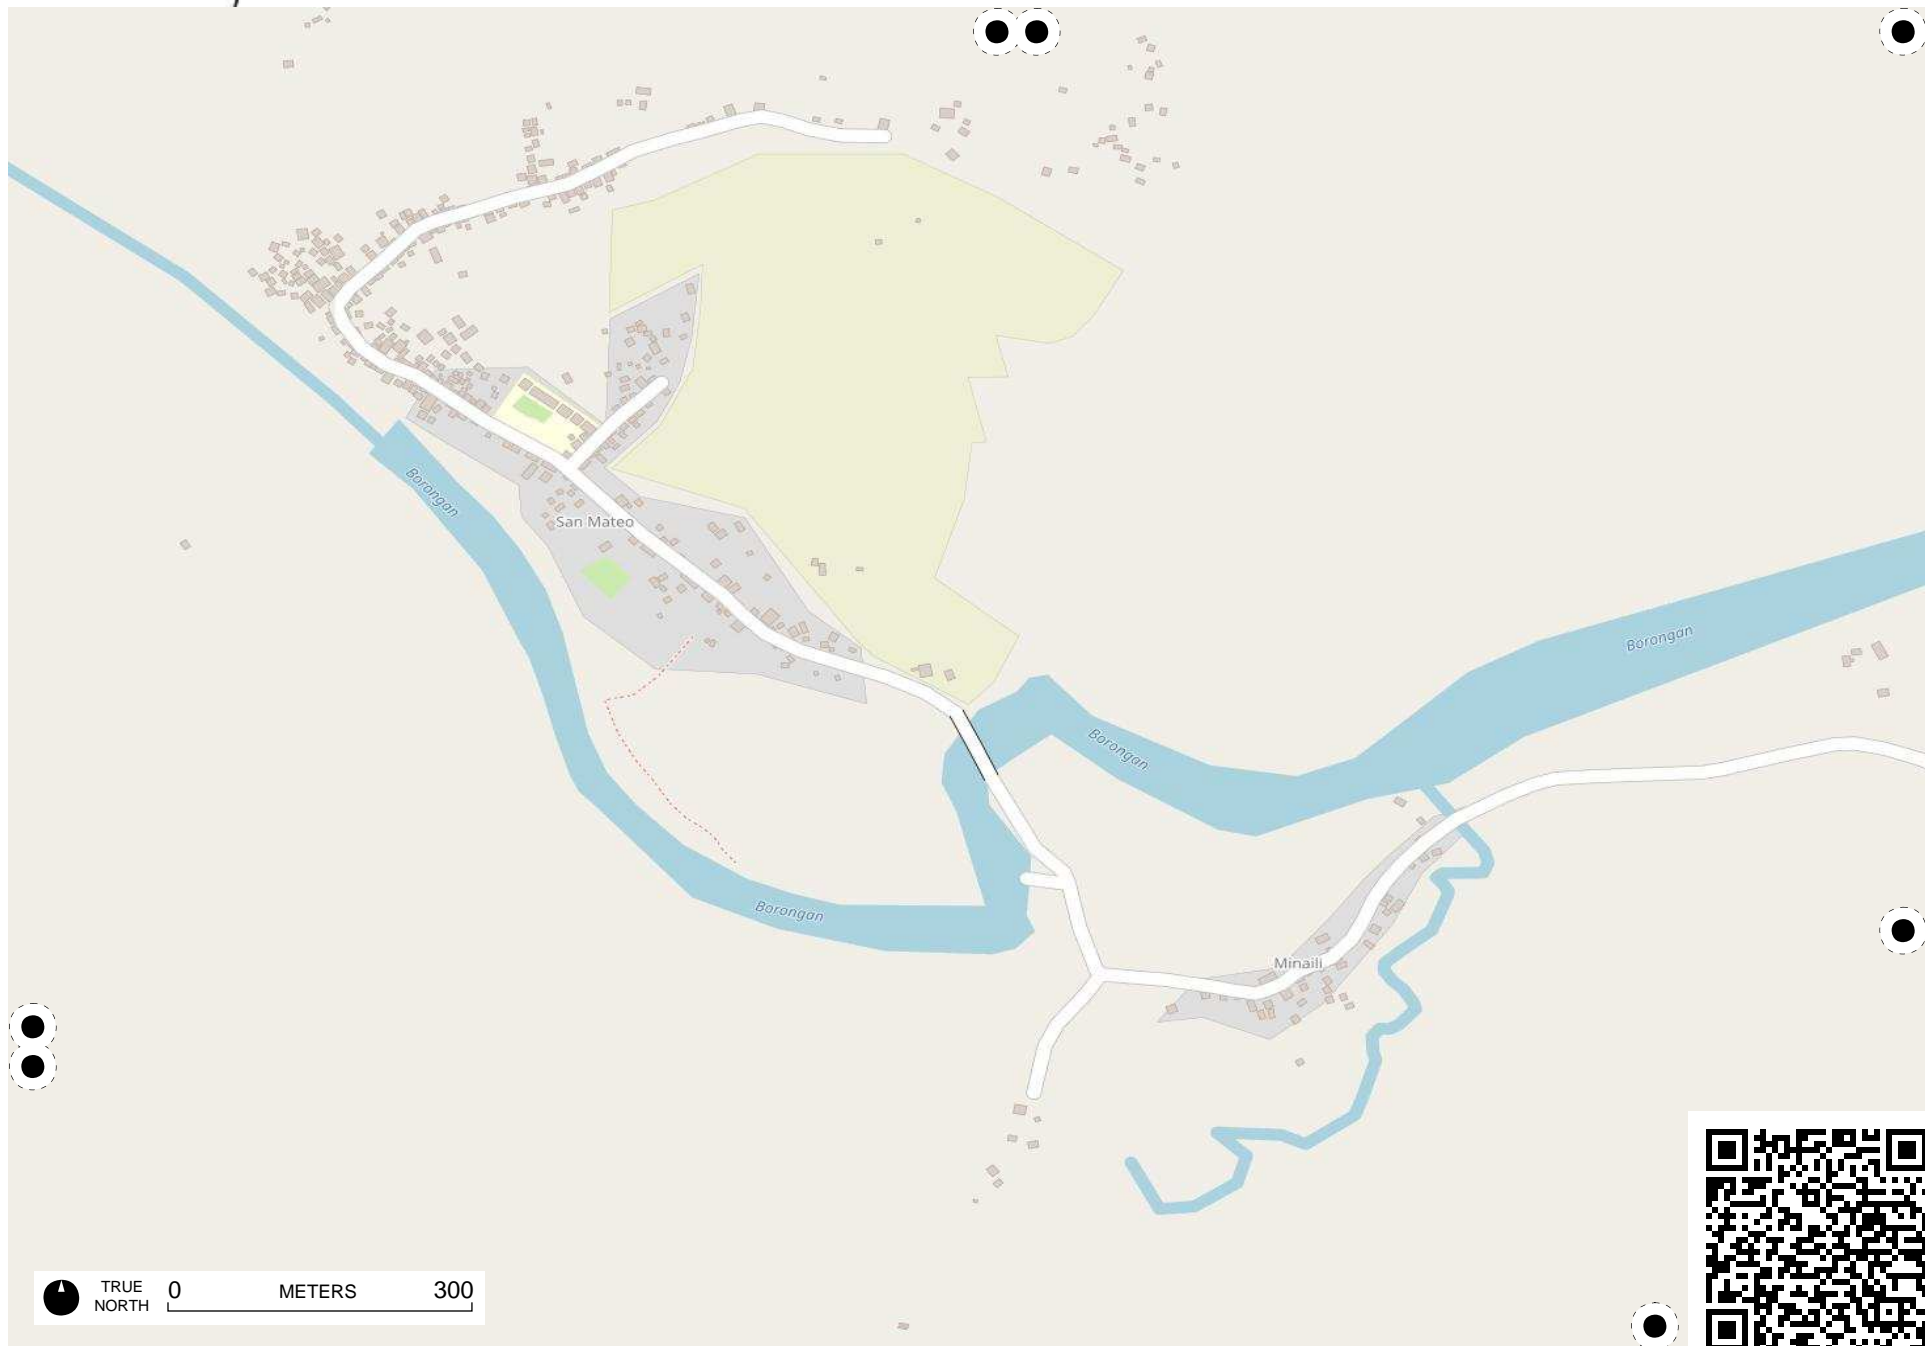 Borongan
San Mateo
Borongan
Borongan
Borongan
Minaili
TRUE
NORTH
0 METERS 300